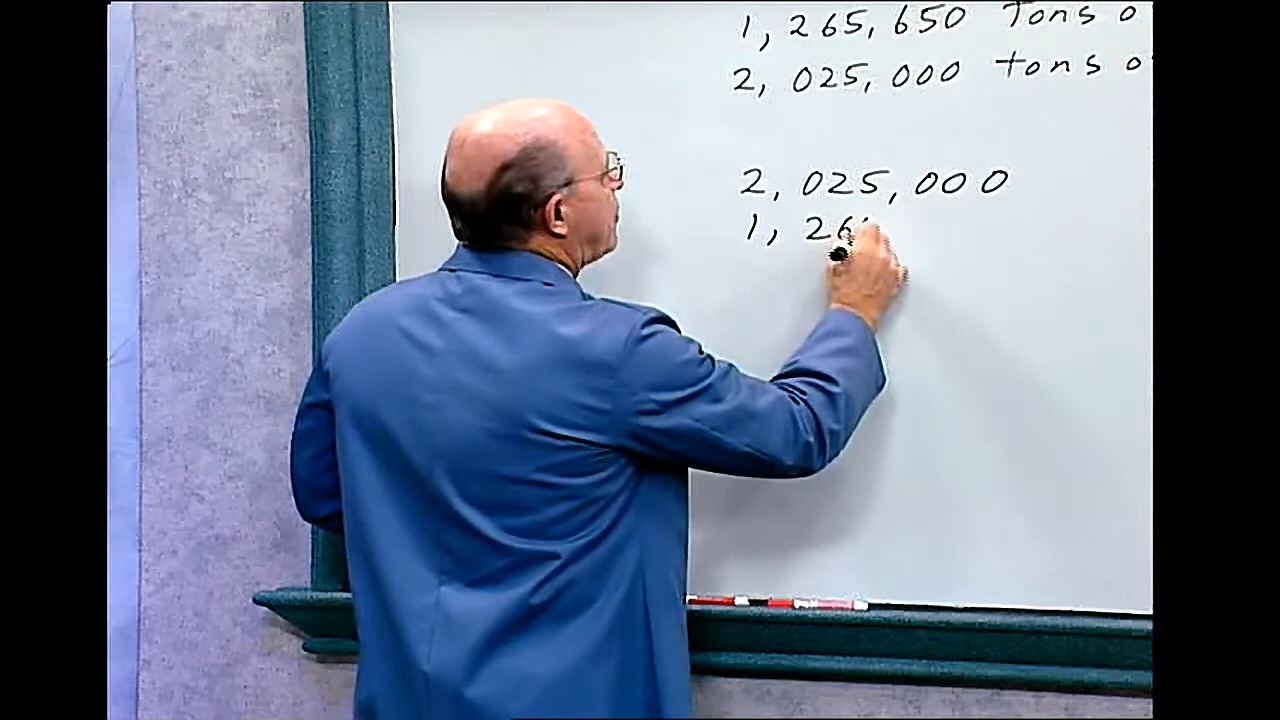 1, 265, 650 Tons
2, 025, 000 tons
2, 025, 000
1, 26